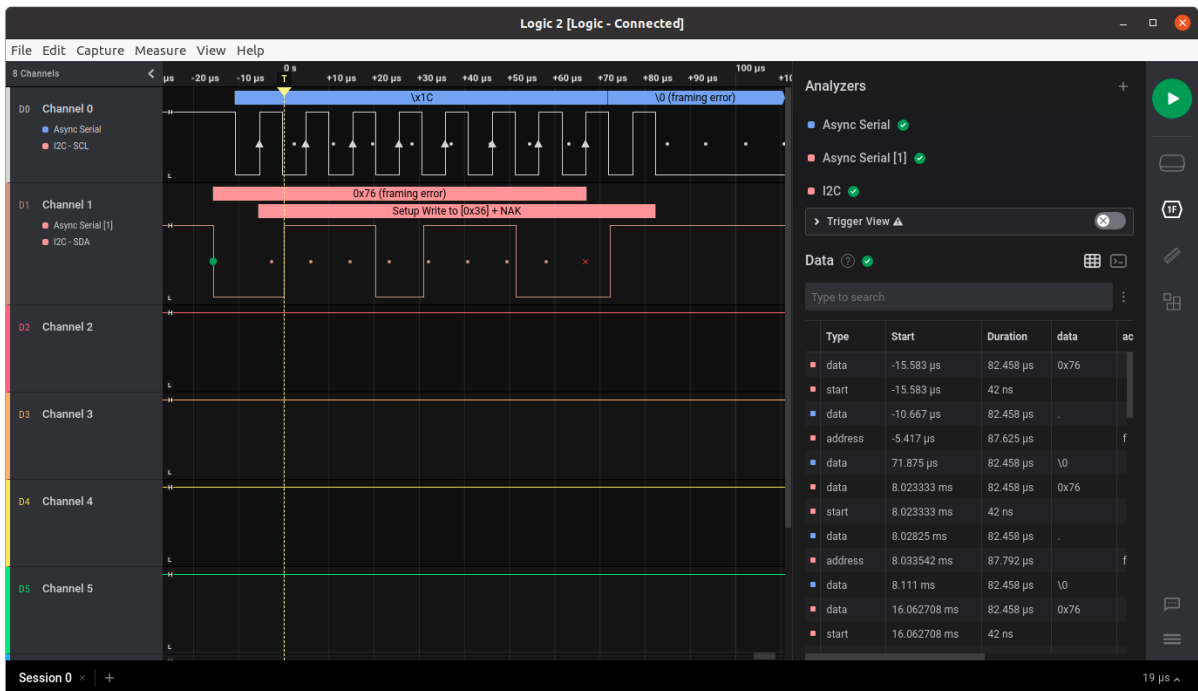 Logic 2 [Logic - Connected]
File Edit Capture Measure View Help
8 Channels
µs -20 µs -10 µs 0 s T +10 µs +20 µs +30 µs +40 µs +50 µs +60 µs +70 µs +80 µs +90 µs 100 µs +10
\x1C \0 (framing error)
D0 Channel 0
Async Serial
I2C - SCL
H
L
0x76 (framing error)
Setup Write to [0x36] + NAK
D1 Channel 1
Async Serial [1]
I2C - SDA
H
L
D2 Channel 2
H
L
D3 Channel 3
H
L
D4 Channel 4
H
L
D5 Channel 5
H
L
Analyzers +
Async Serial
Async Serial [1]
I2C
Trigger View
Data ?
Type to search
Type Start Duration data ac
data -15.583 µs 82.458 µs 0x76
start -15.583 µs 42 ns
data -10.667 µs 82.458 µs .
address -5.417 µs 87.625 µs f
data 71.875 µs 82.458 µs \0
data 8.023333 ms 82.458 µs 0x76
start 8.023333 ms 42 ns
data 8.02825 ms 82.458 µs .
address 8.033542 ms 87.792 µs f
data 8.111 ms 82.458 µs \0
data 16.062708 ms 82.458 µs 0x76
start 16.062708 ms 42 ns
1F
Session 0 × +
19 µs